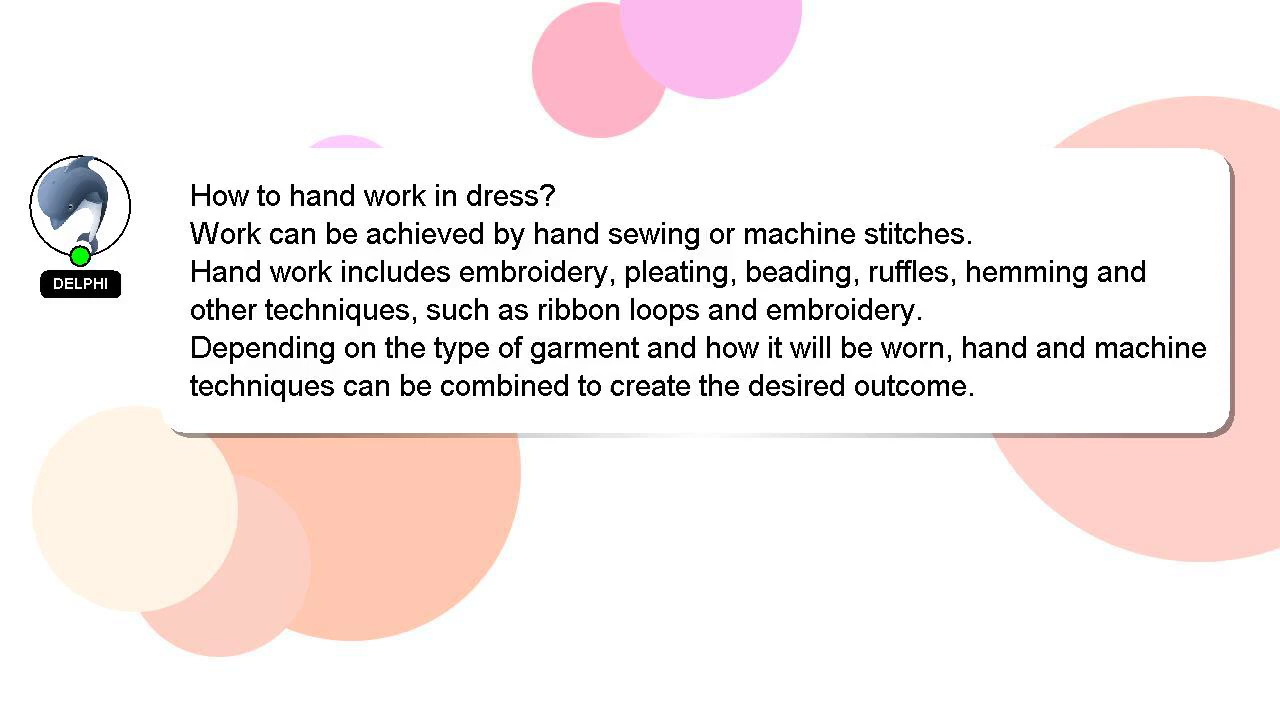 How to hand work in dress?
Work can be achieved by hand sewing or machine stitches.
Hand work includes embroidery, pleating, beading, ruffles, hemming and
other techniques, such as ribbon loops and embroidery.
Depending on the type of garment and how it will be worn, hand and machine
techniques can be combined to create the desired outcome.
DELPHI